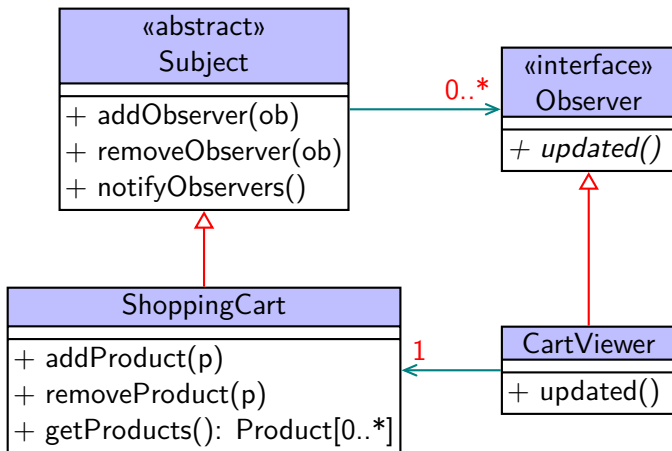 «abstract»
Subject
+ addObserver(ob)
+ removeObserver(ob)
+ notifyObservers()
0..*
«interface»
Observer
+ updated()
ShoppingCart
+ addProduct(p)
+ removeProduct(p)
+ getProducts(): Product[0..*]
1
CartViewer
+ updated()